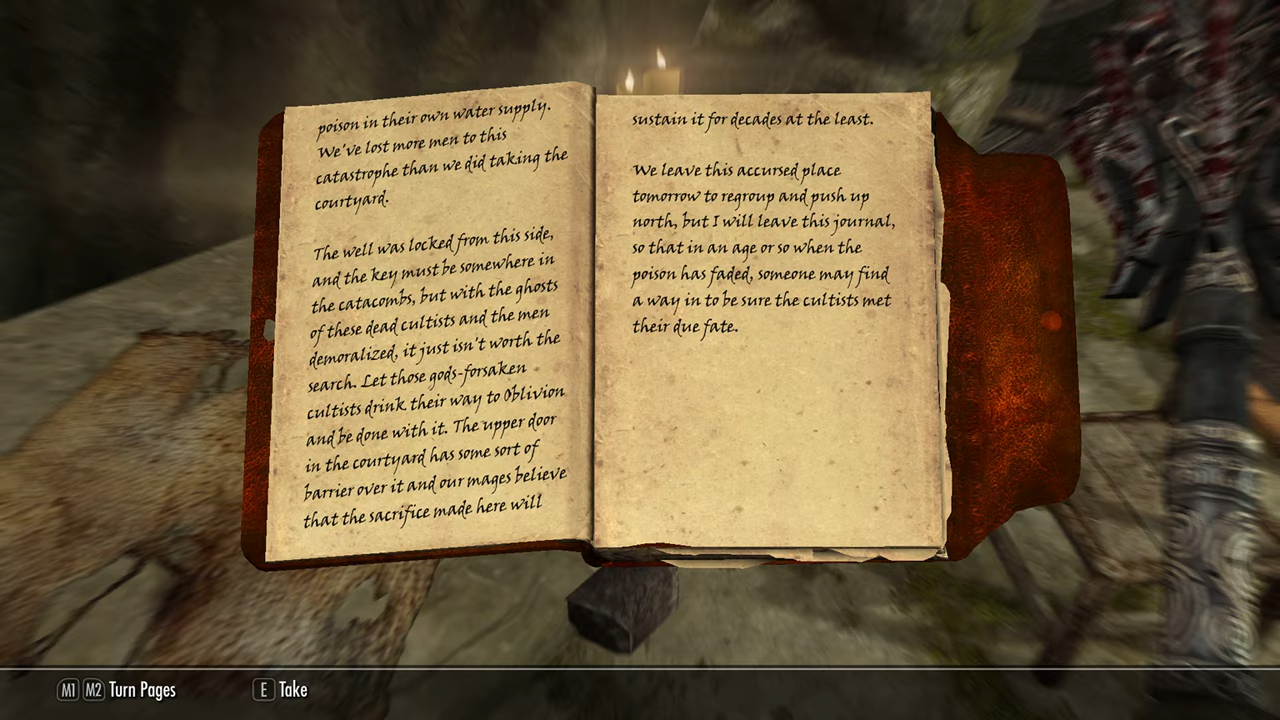 poison in their own water supply.
We've lost more men to this
catastrophe than we did taking the
courtyard.
The well was locked from this side,
and the key must be somewhere in
the catacombs, but with the ghosts
of these dead cultists and the men
demoralized, it just isn't worth the
search. Let those gods-forsaken
cultists drink their way to Oblivion
and be done with it. The upper door
in the courtyard has some sort of
barrier over it and our mages believe
that the sacrifice made here will
sustain it for decades at the least.
We leave this accursed place
tomorrow to regroup and push up
north, but I will leave this journal,
so that in an age or so when the
poison has faded, someone may find
a way in to be sure the cultists met
their due fate.
M1 M2 Turn Pages
E Take